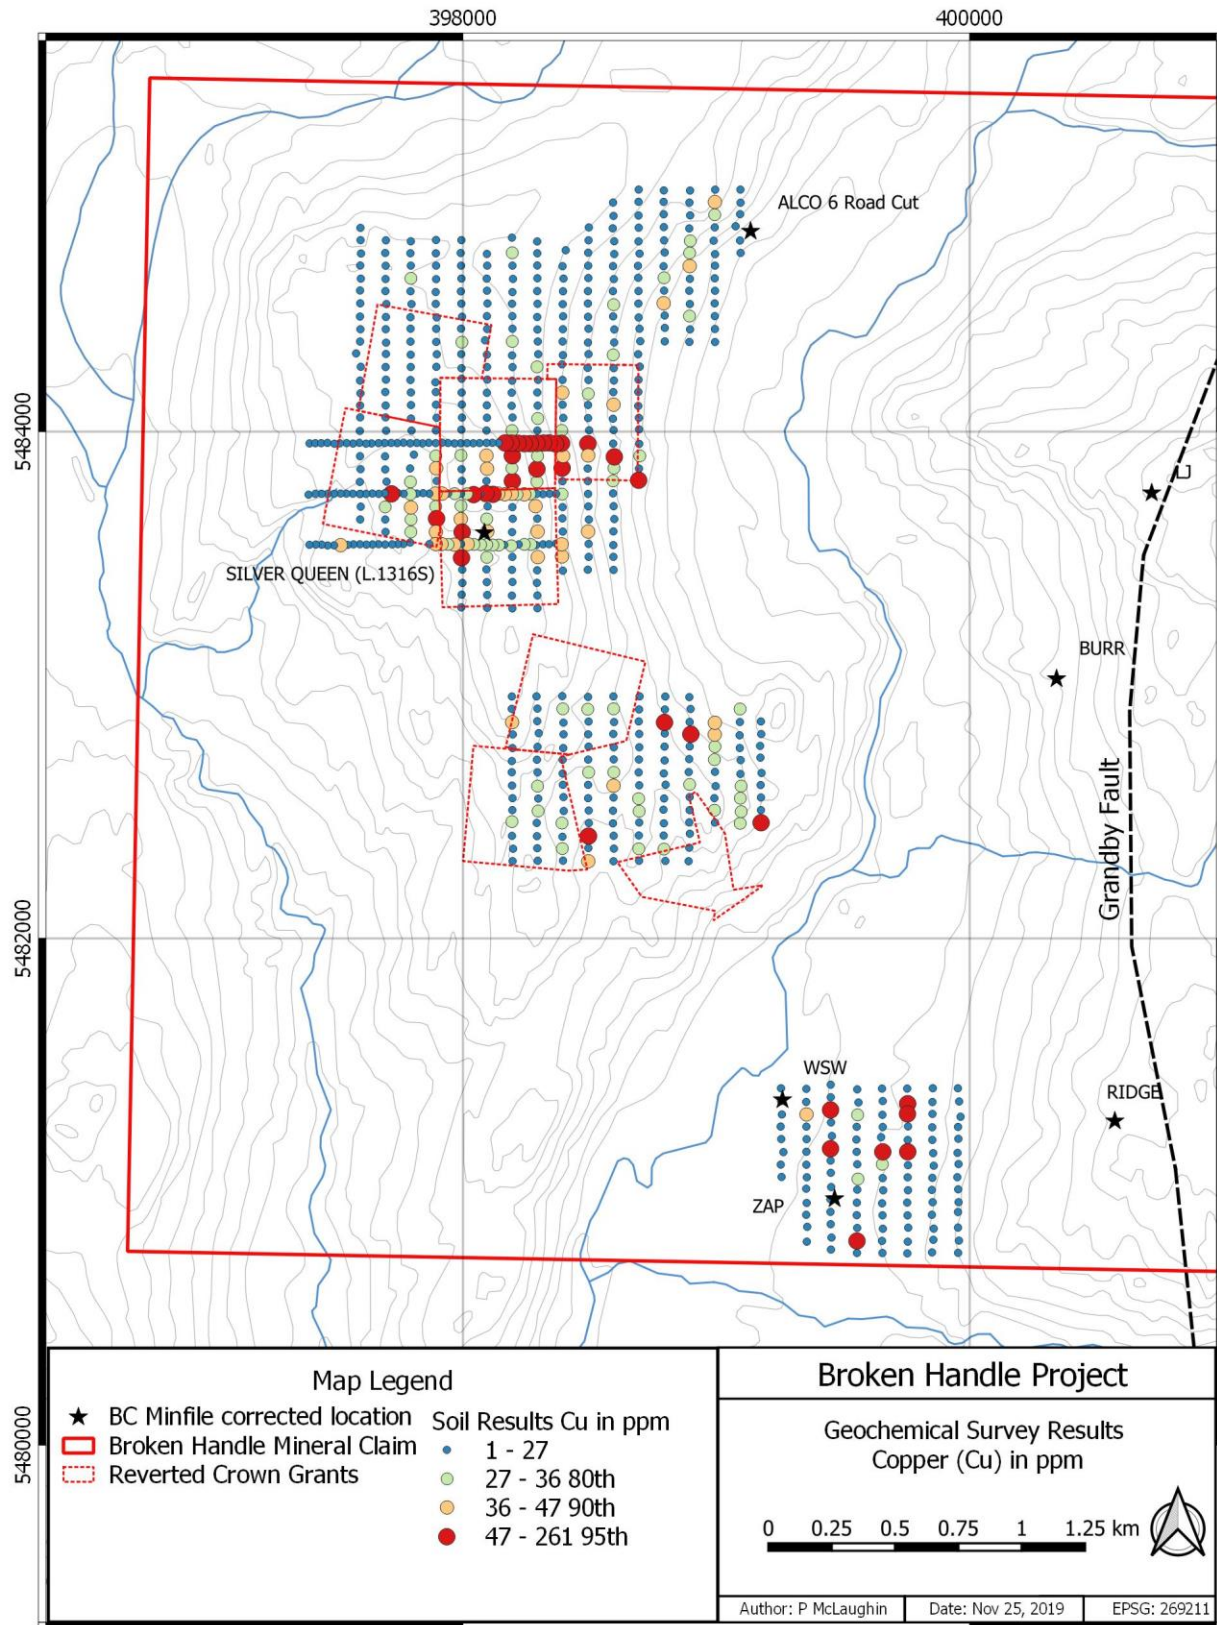 398000
400000
ALCO 6 Road Cut
5484000
SILVER QUEEN (L.1316S)
BURR
Grandby Fault
5482000
WSW
RIDGE
ZAP
5480000
Map Legend
BC Minfile corrected location
Broken Handle Mineral Claim
Reverted Crown Grants
Soil Results Cu in ppm
1 - 27
27 - 36 80th
36 - 47 90th
47 - 261 95th
Broken Handle Project
Geochemical Survey Results
Copper (Cu) in ppm
0 0.25 0.5 0.75 1 1.25 km
Author: P McLaughin
Date: Nov 25, 2019
EPSG: 269211